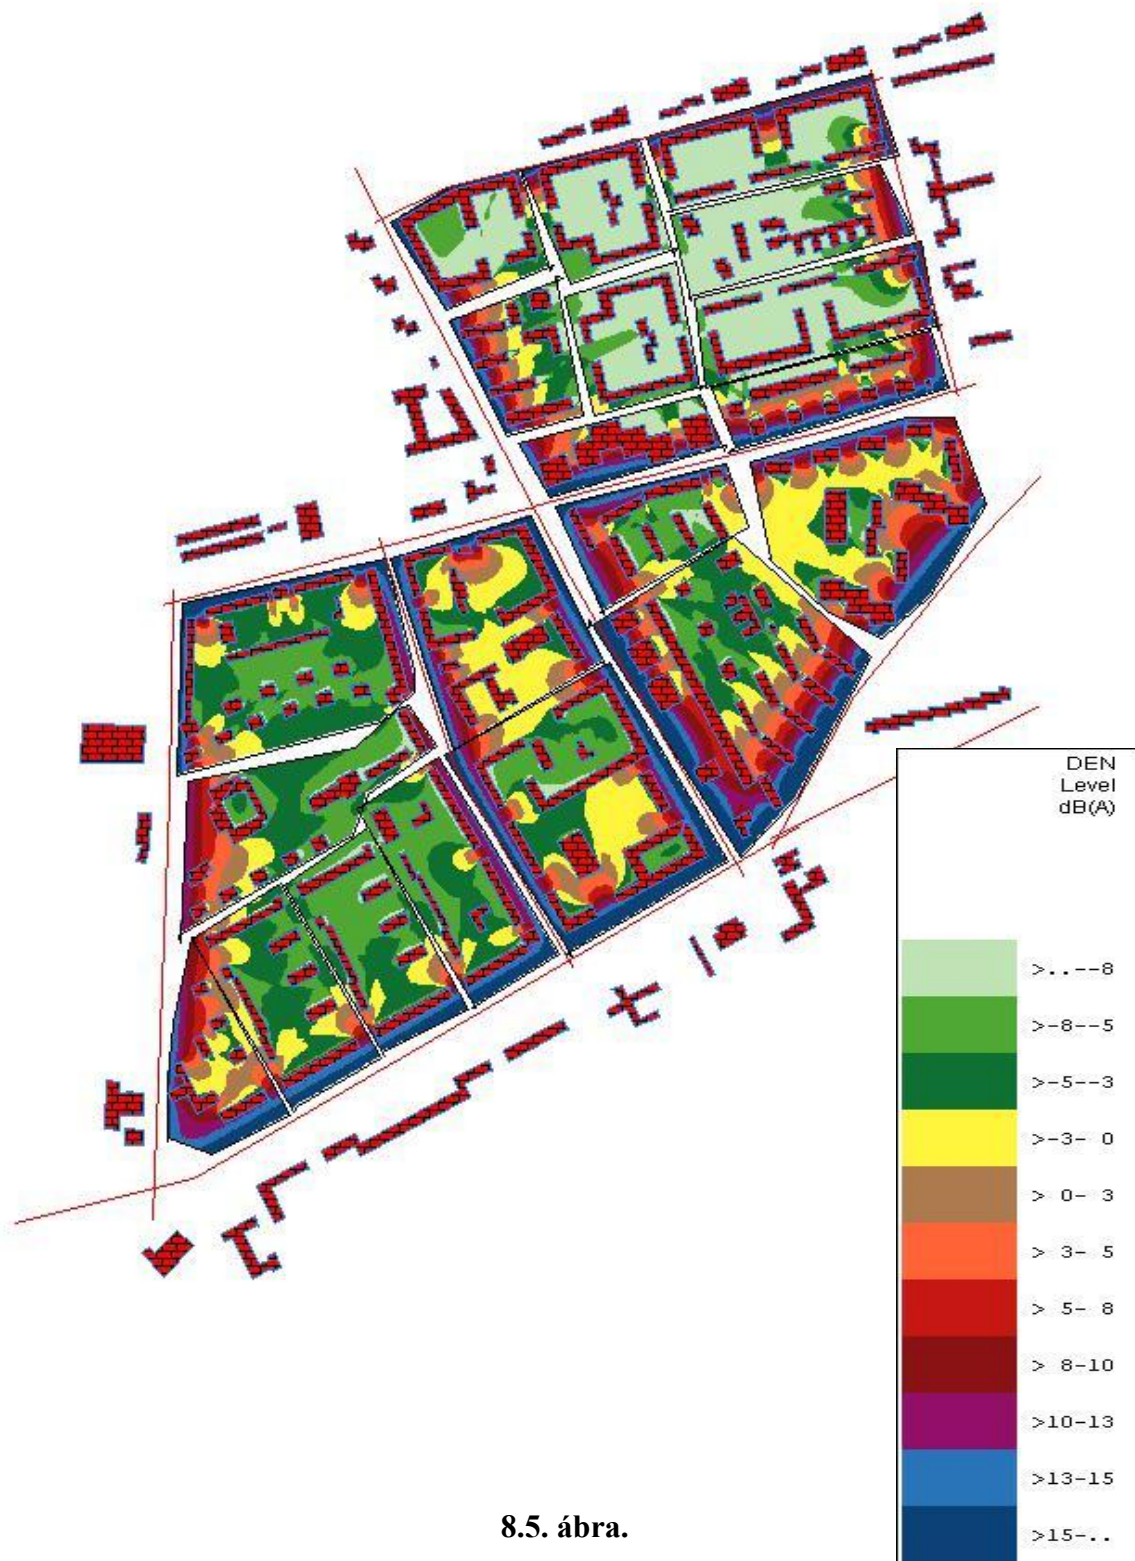 DEN
Level
dB(A)
>..--8
>-8--5
>-5--3
>-3- 0
> 0- 3
> 3- 5
> 5- 8
> 8-10
>10-13
>13-15
>15-..
8.5. ábra.